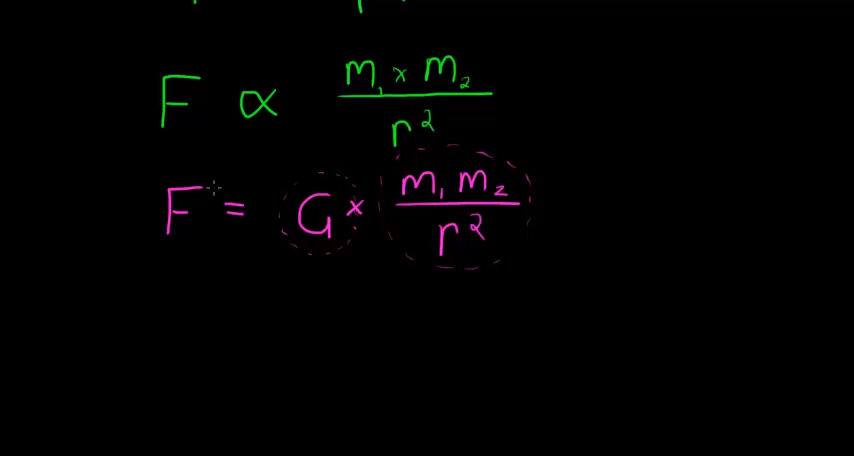 F ∝ m₁ × m₂ / r²
F = G × m₁ m₂ / r²